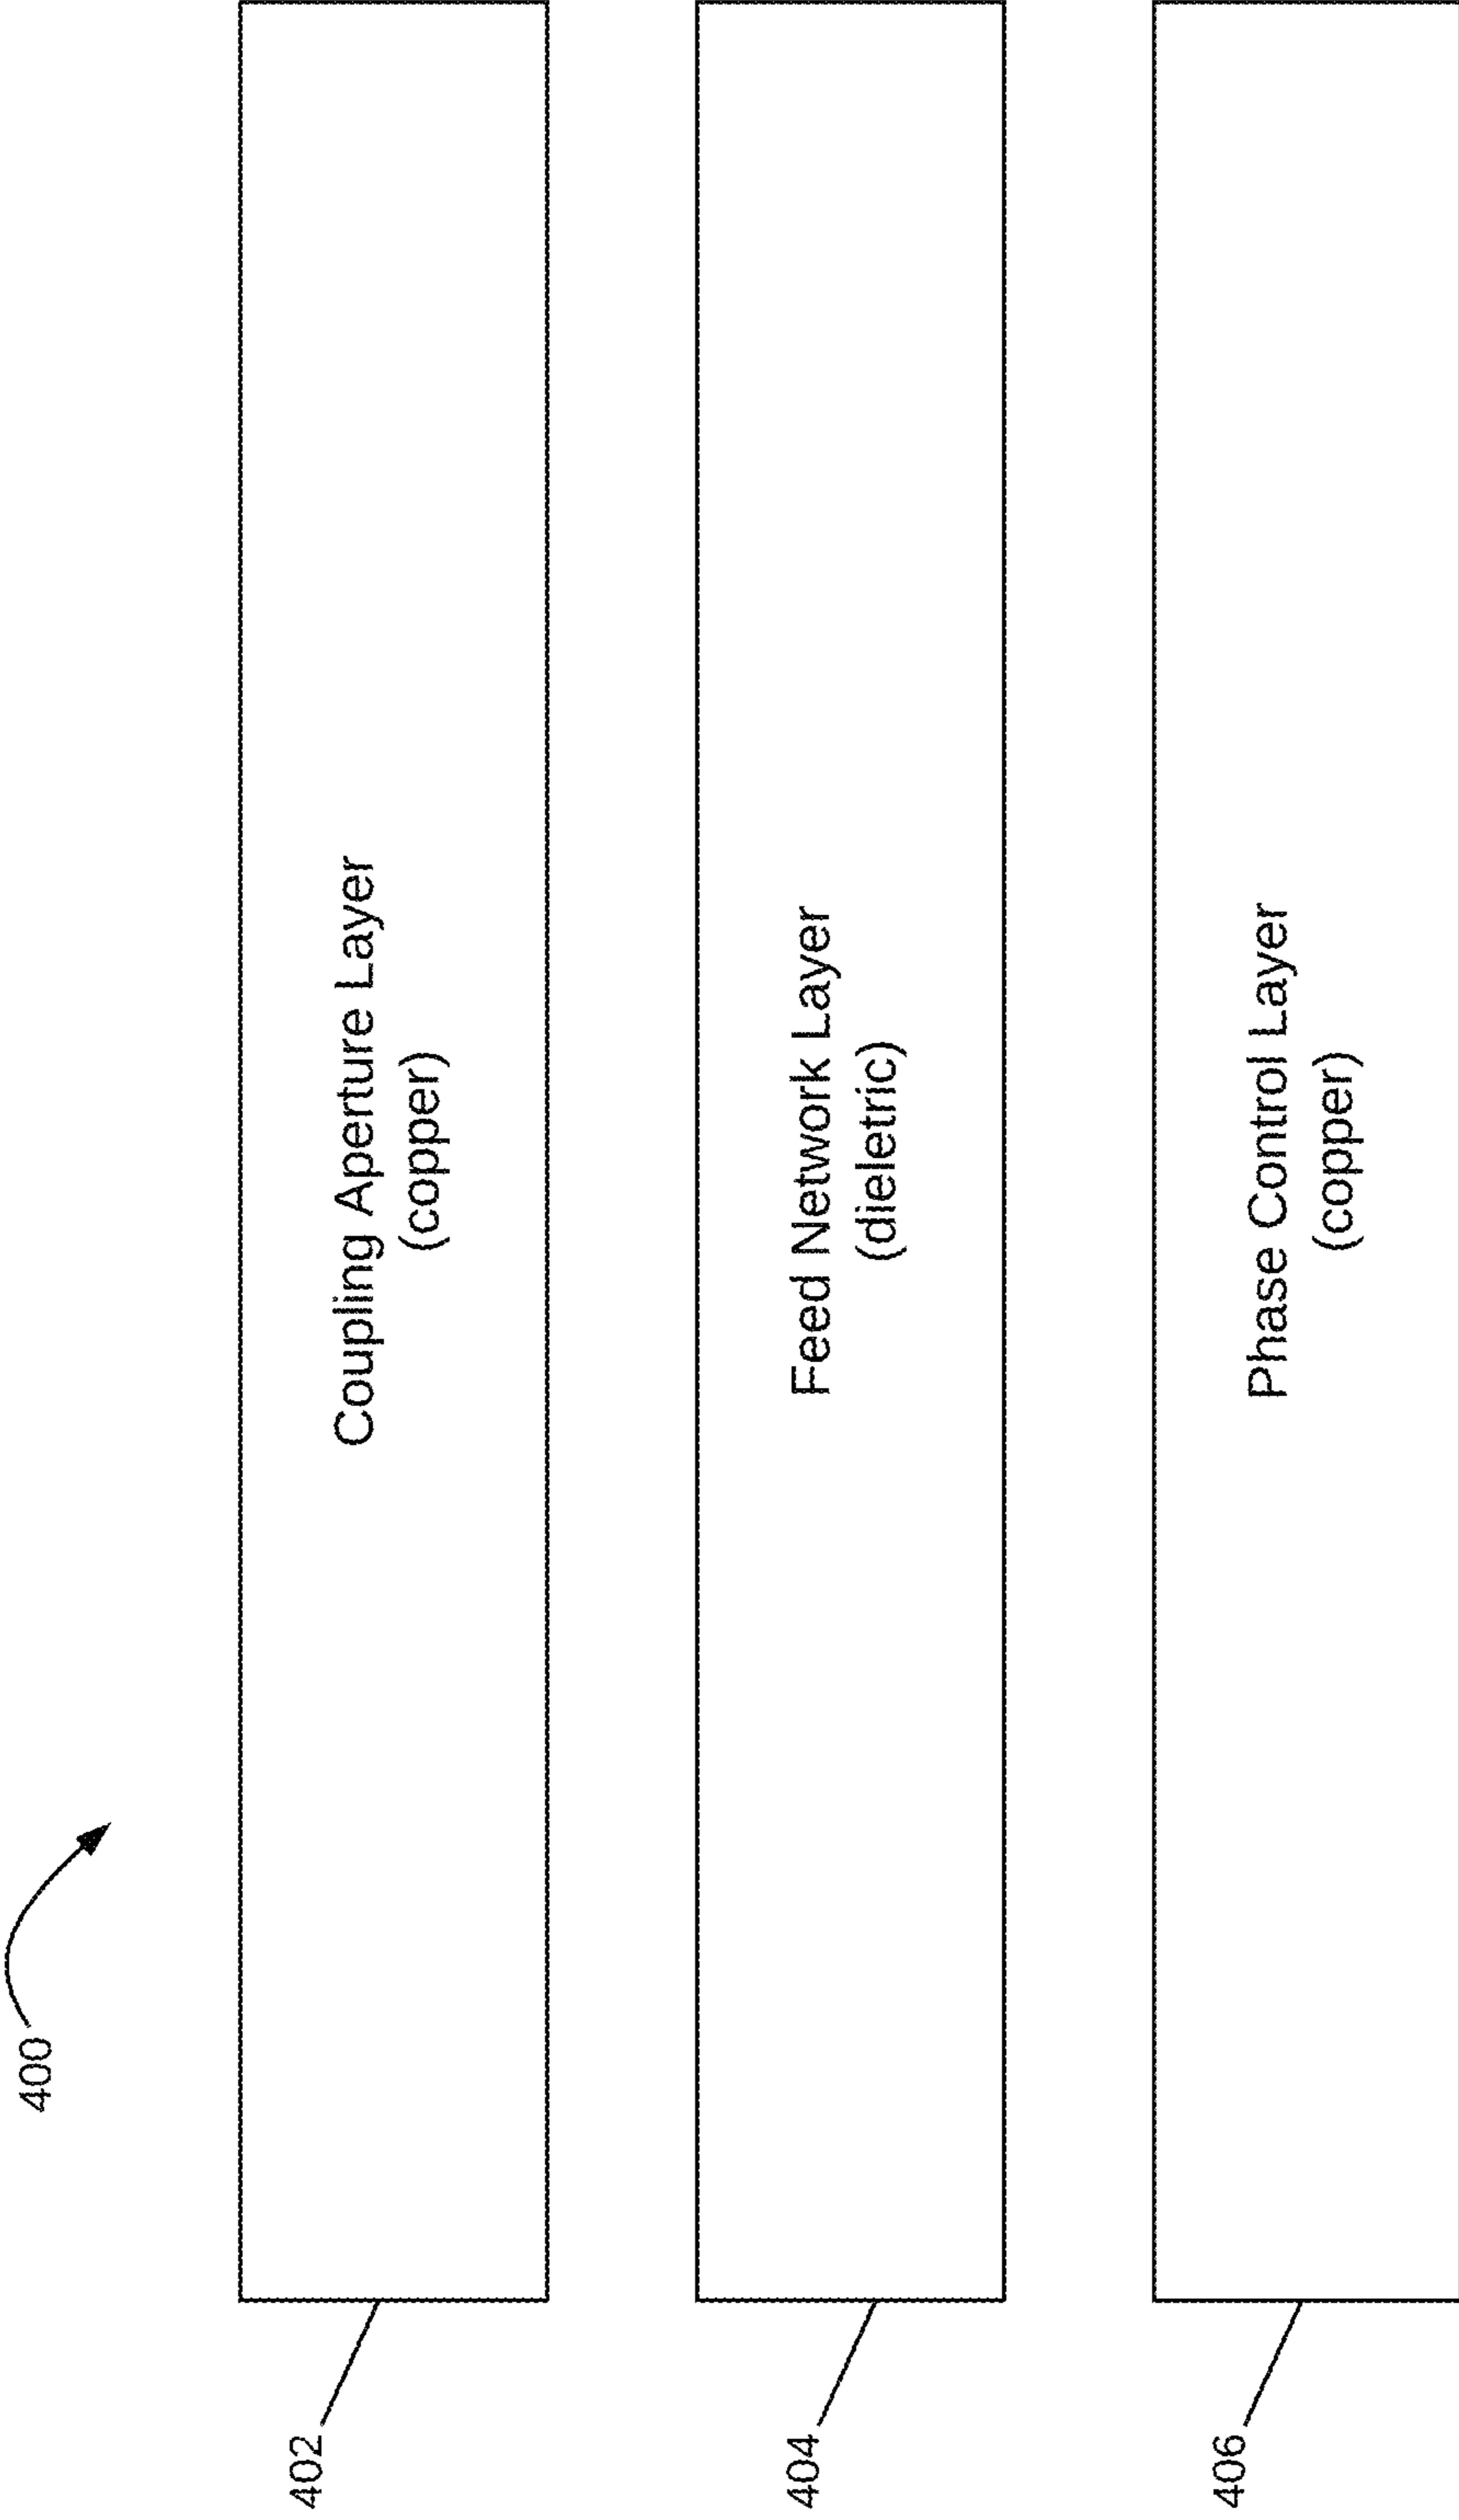 400
402
Coupling Aperture Layer
(copper)
404
Feed Network Layer
(dieletric)
406
Phase Control Layer
(copper)